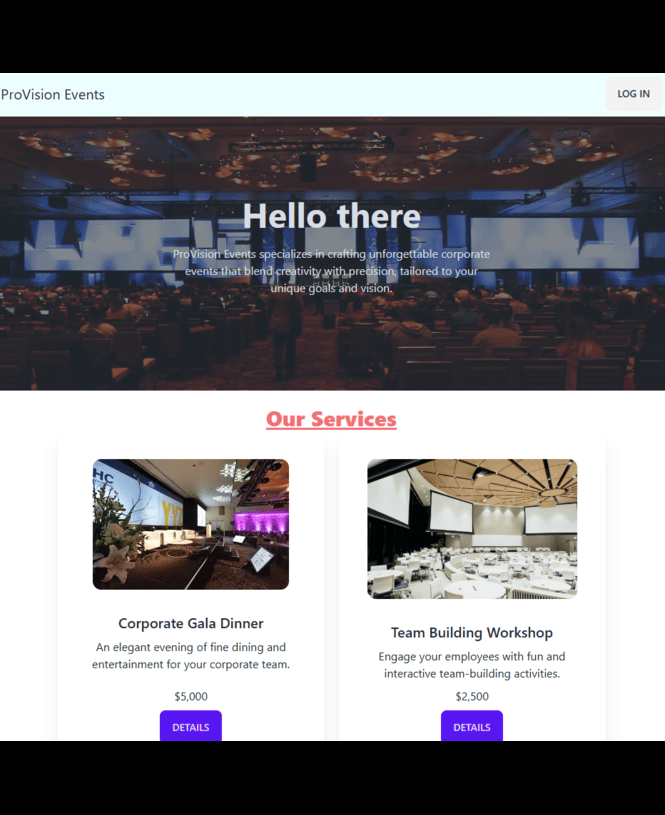 ProVision Events
LOG IN
Hello there
ProVision Events specializes in crafting unforgettable corporate
events that blend creativity with precision, tailored to your
unique goals and vision.
Our Services
HC
Corporate Gala Dinner
An elegant evening of fine dining and
entertainment for your corporate team.
$5,000
DETAILS
Team Building Workshop
Engage your employees with fun and
interactive team-building activities.
$2,500
DETAILS